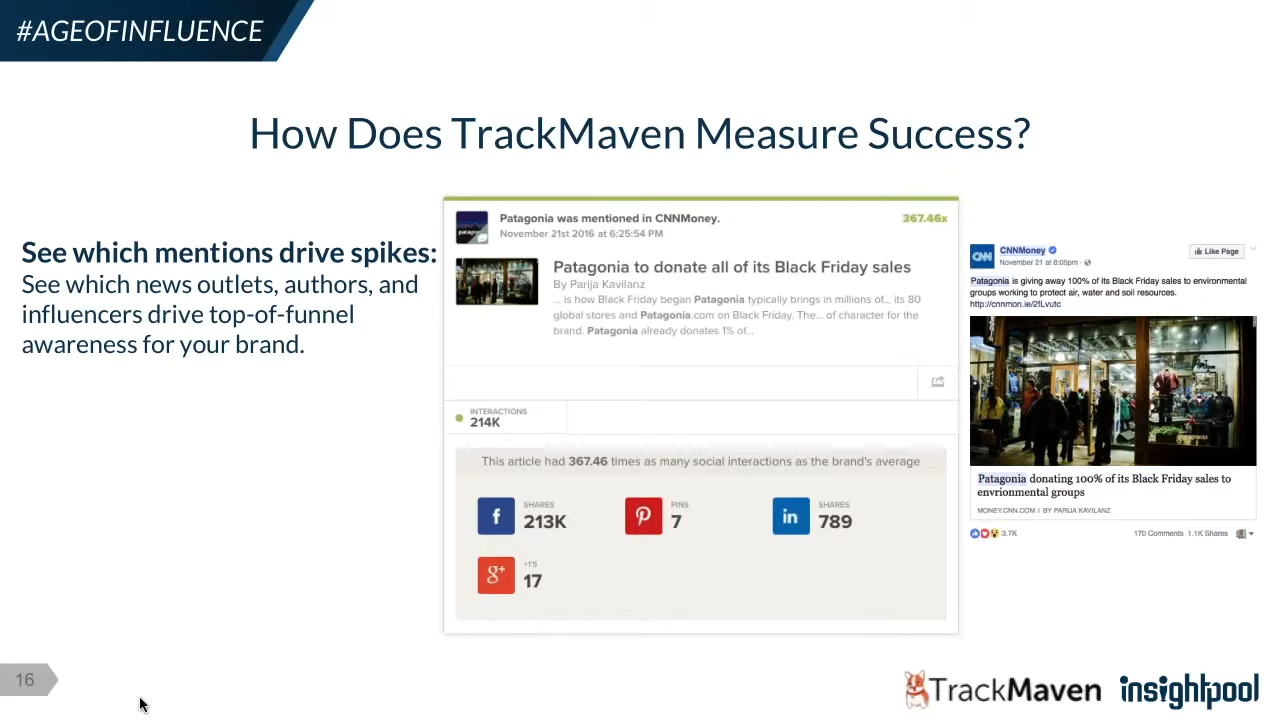 #AGEOFINFLUENCE
How Does TrackMaven Measure Success?
See which mentions drive spikes:
See which news outlets, authors, and
influencers drive top-of-funnel
awareness for your brand.
Patagonia was mentioned in CNNMoney.
367.46x
November 21st 2016 at 6:25:54 PM
Patagonia to donate all of its Black Friday sales
By Parija Kavilanz
... is how Black Friday began Patagonia typically brings in millions of... its 80
global stores and Patagonia.com on Black Friday. The... of character for the
brand. Patagonia already donates 1% of...
INTERACTIONS
214K
This article had 367.46 times as many social interactions as the brand's average
f
SHARES
213K
PINS
7
in
SHARES
789
g+
+1'S
17
CNN
CNNMoney
Like Page
November 21 at 8:05pm ·
Patagonia is giving away 100% of its Black Friday sales to environmental
groups working to protect air, water and soil resources.
http://cnnmon.ie/2fLvutc
patagonia
Patagonia donating 100% of its Black Friday sales to
envrionmental groups
MONEY.CNN.COM | BY PARIJA KAVILANZ
3.7K
170 Comments 1.1K Shares
16
TrackMaven
insightpool